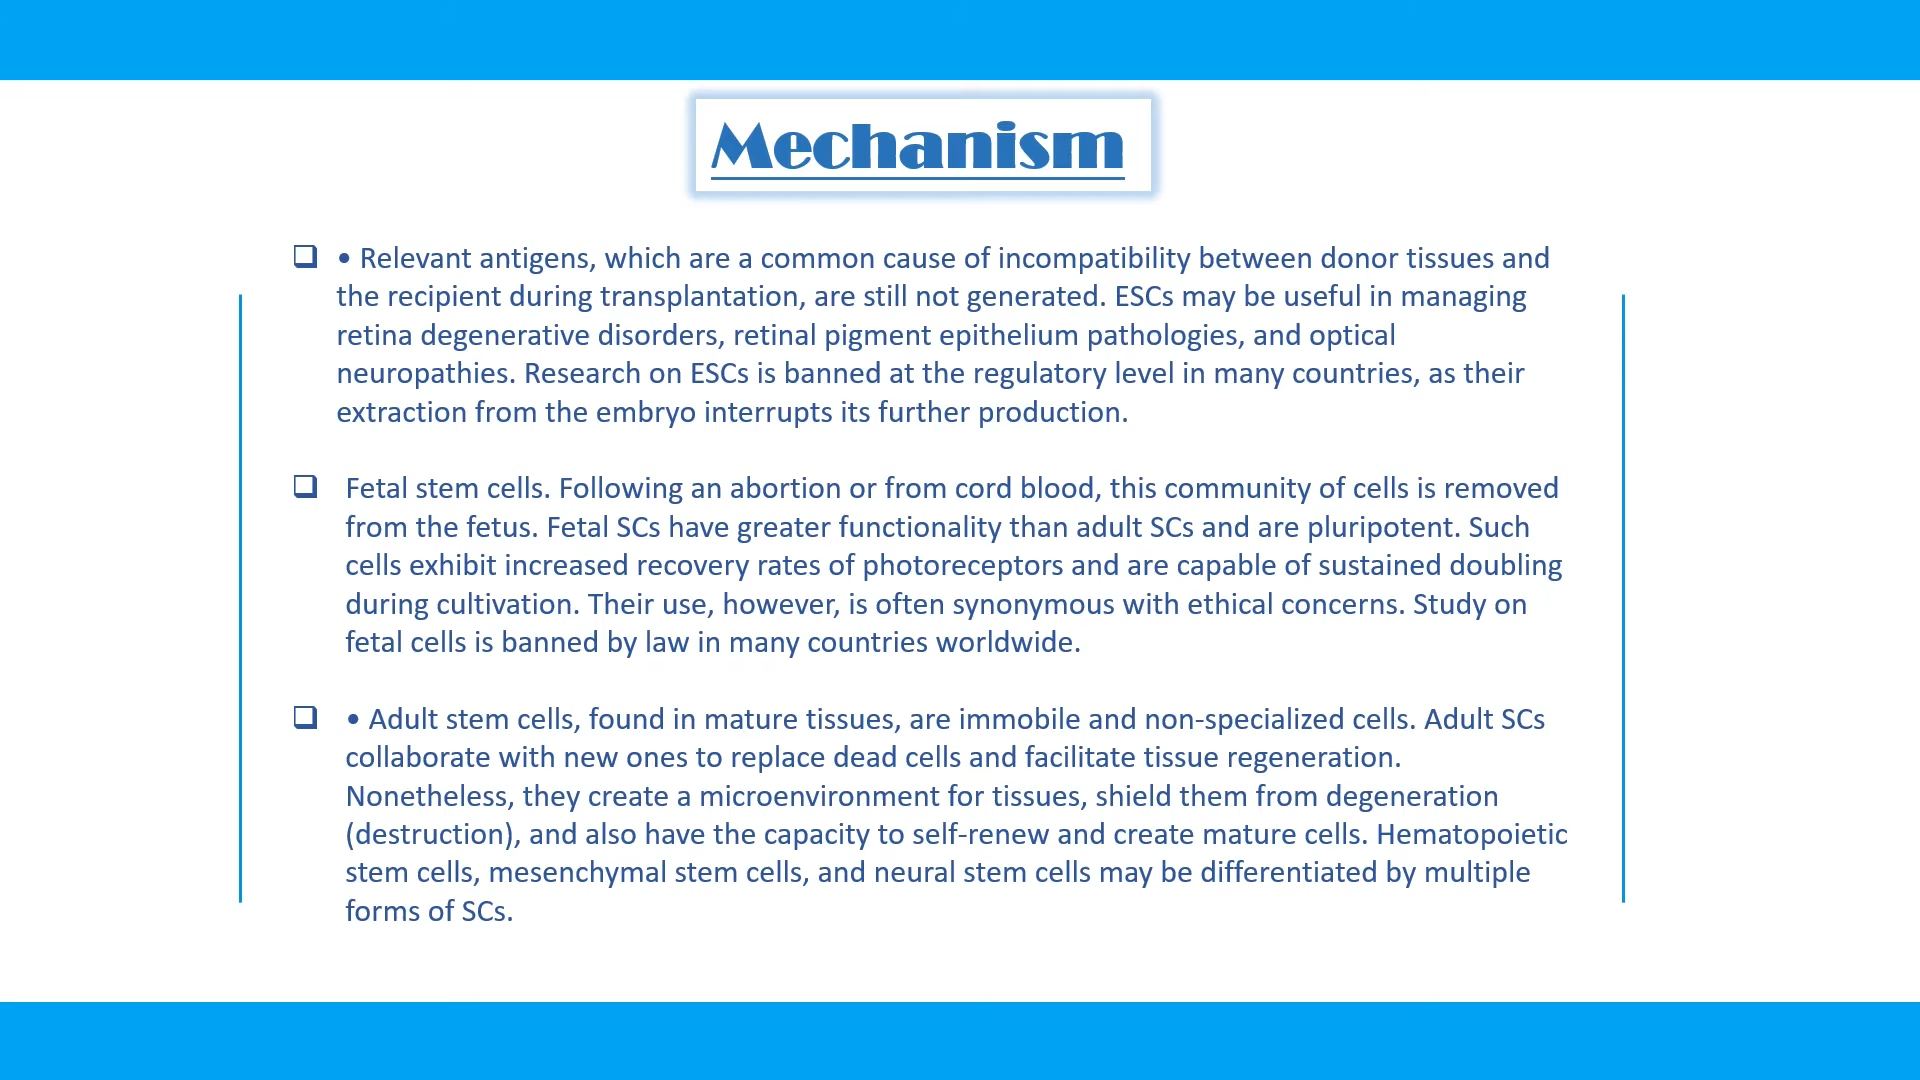 Mechanism
❑ • Relevant antigens, which are a common cause of incompatibility between donor tissues and
the recipient during transplantation, are still not generated. ESCs may be useful in managing
retina degenerative disorders, retinal pigment epithelium pathologies, and optical
neuropathies. Research on ESCs is banned at the regulatory level in many countries, as their
extraction from the embryo interrupts its further production.
❑ Fetal stem cells. Following an abortion or from cord blood, this community of cells is removed
from the fetus. Fetal SCs have greater functionality than adult SCs and are pluripotent. Such
cells exhibit increased recovery rates of photoreceptors and are capable of sustained doubling
during cultivation. Their use, however, is often synonymous with ethical concerns. Study on
fetal cells is banned by law in many countries worldwide.
❑ • Adult stem cells, found in mature tissues, are immobile and non-specialized cells. Adult SCs
collaborate with new ones to replace dead cells and facilitate tissue regeneration.
Nonetheless, they create a microenvironment for tissues, shield them from degeneration
(destruction), and also have the capacity to self-renew and create mature cells. Hematopoietic
stem cells, mesenchymal stem cells, and neural stem cells may be differentiated by multiple
forms of SCs.